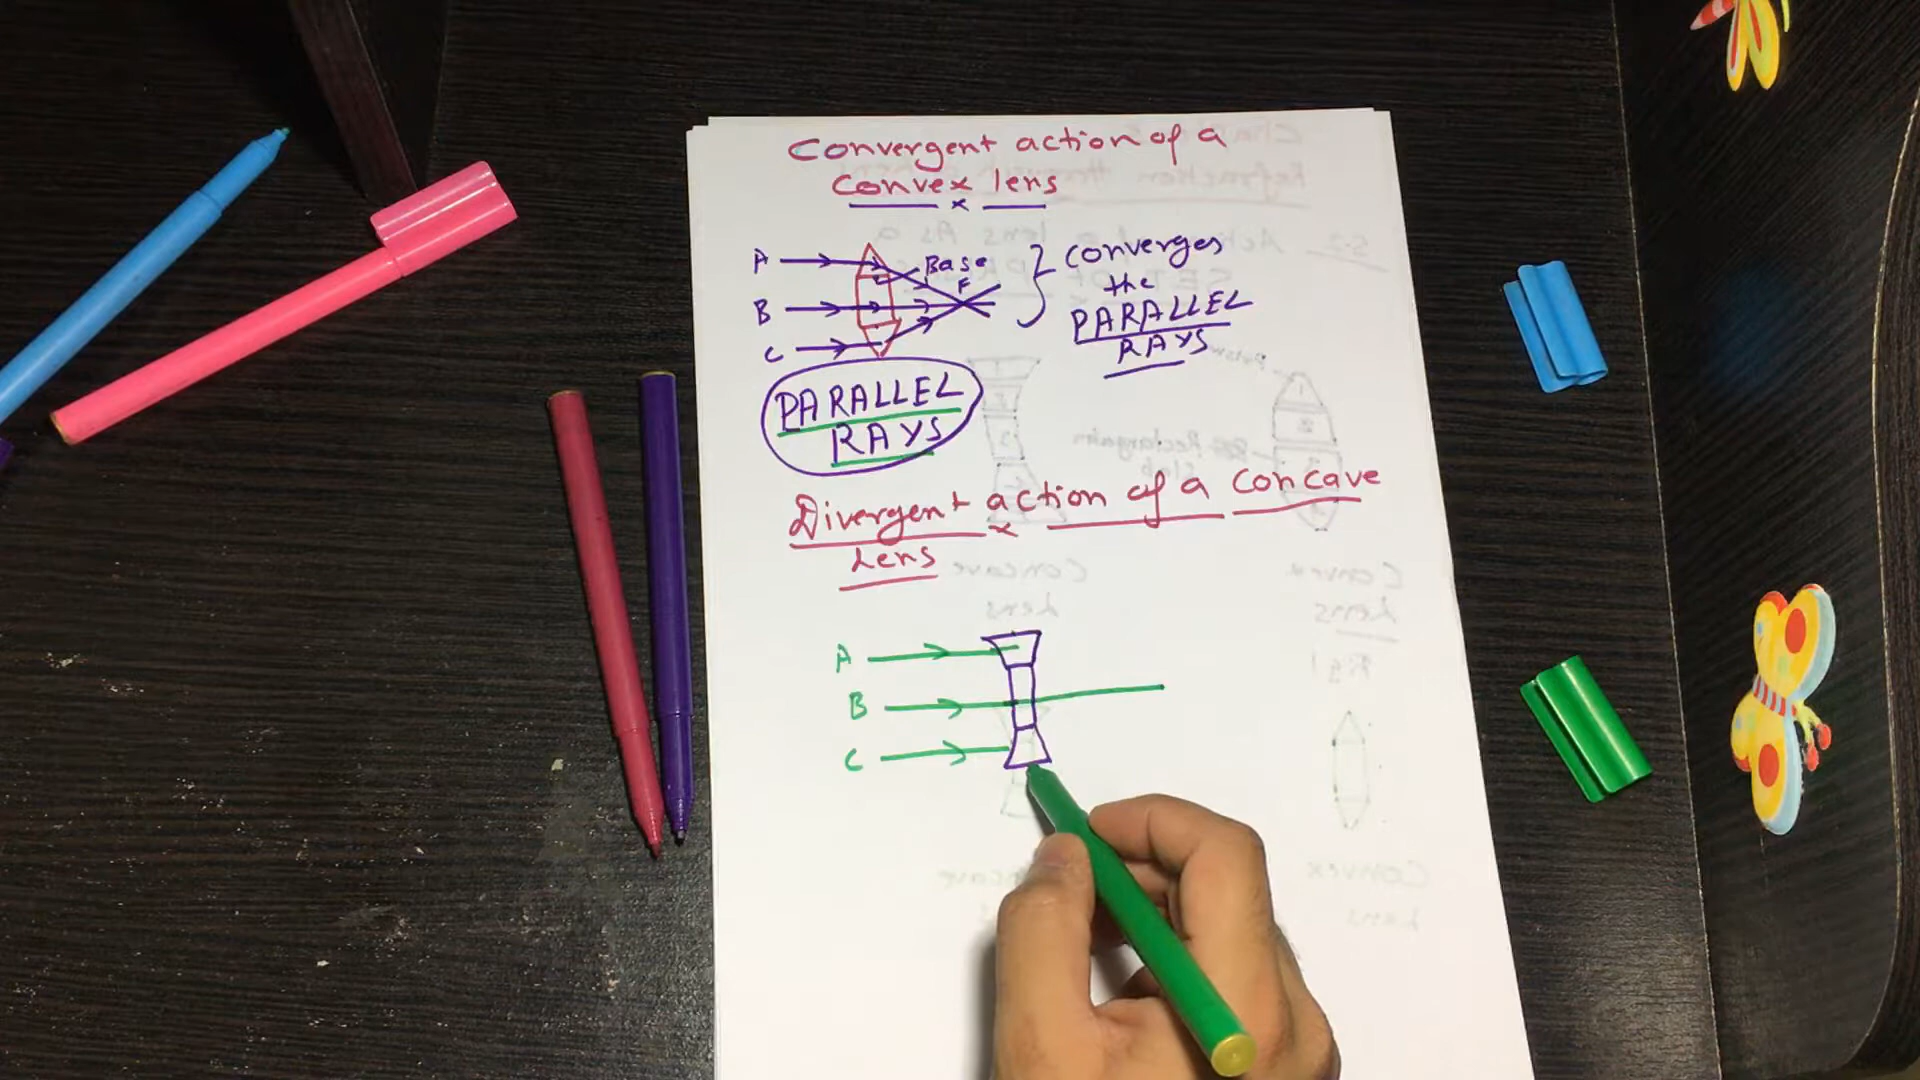 Convergent action of a
Convex lens
A
Base
F
B
C
Converges
the
PARALLEL
RAYS
PARALLEL
RAYS
Divergent action of a Concave
Lens
A
B
C